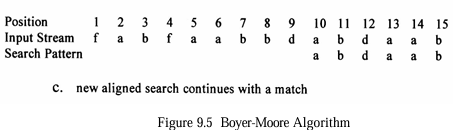 Position 1 2 3 4 5 6 7 8 9 10 11 12 13 14 15
Input Stream f a b f a a b b d a b d a a b
Search Pattern a b d a a b
c. new aligned search continues with a match
Figure 9.5 Boyer-Moore Algorithm